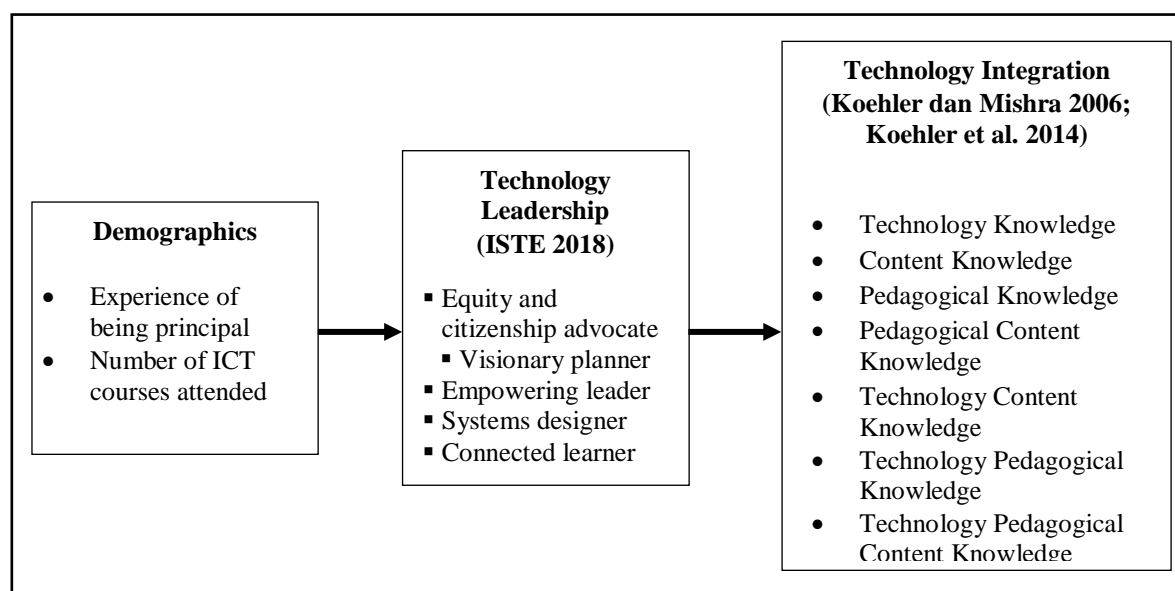 Demographics
• Experience of
being principal
• Number of ICT
courses attended
Technology
Leadership
(ISTE 2018)
▪ Equity and
citizenship advocate
▪ Visionary planner
▪ Empowering leader
▪ Systems designer
▪ Connected learner
Technology Integration
(Koehler dan Mishra 2006;
Koehler et al. 2014)
• Technology Knowledge
• Content Knowledge
• Pedagogical Knowledge
• Pedagogical Content
Knowledge
• Technology Content
Knowledge
• Technology Pedagogical
Knowledge
• Technology Pedagogical
Content Knowledge